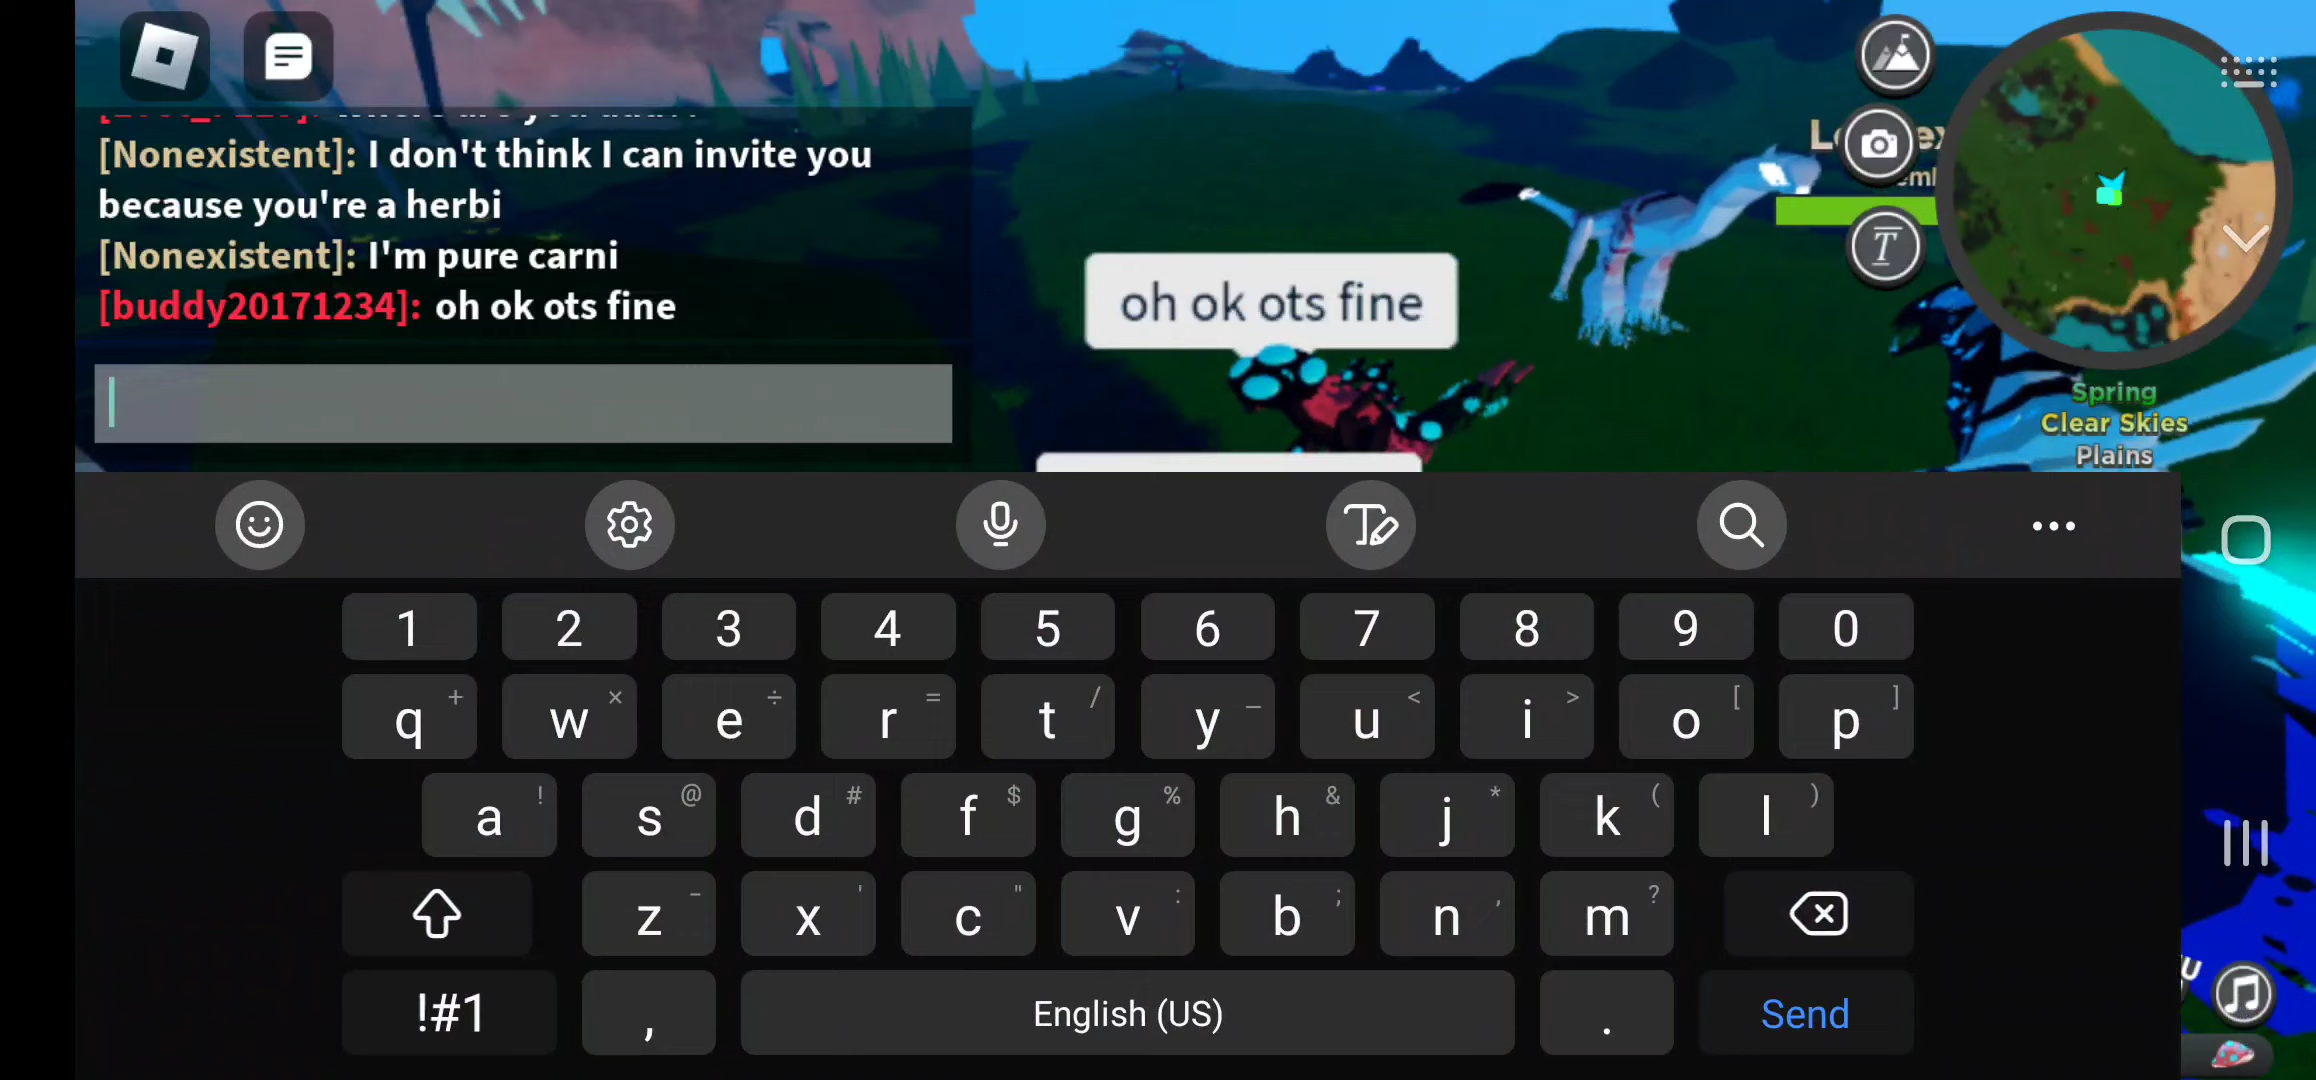 [Nonexistent]: I don't think I can invite you
because you're a herbi
[Nonexistent]: I'm pure carni
[buddy20171234]: oh ok ots fine
oh ok ots fine
Spring
Clear Skies
Plains
1 2 3 4 5 6 7 8 9 0
q + w × e ÷ r = t / y _ u < i > o [ p ]
a ! s @ d # f $ g % h & j * k ( l )
z - x ' c " v : b ; n , m ?
!#1 , English (US) . Send